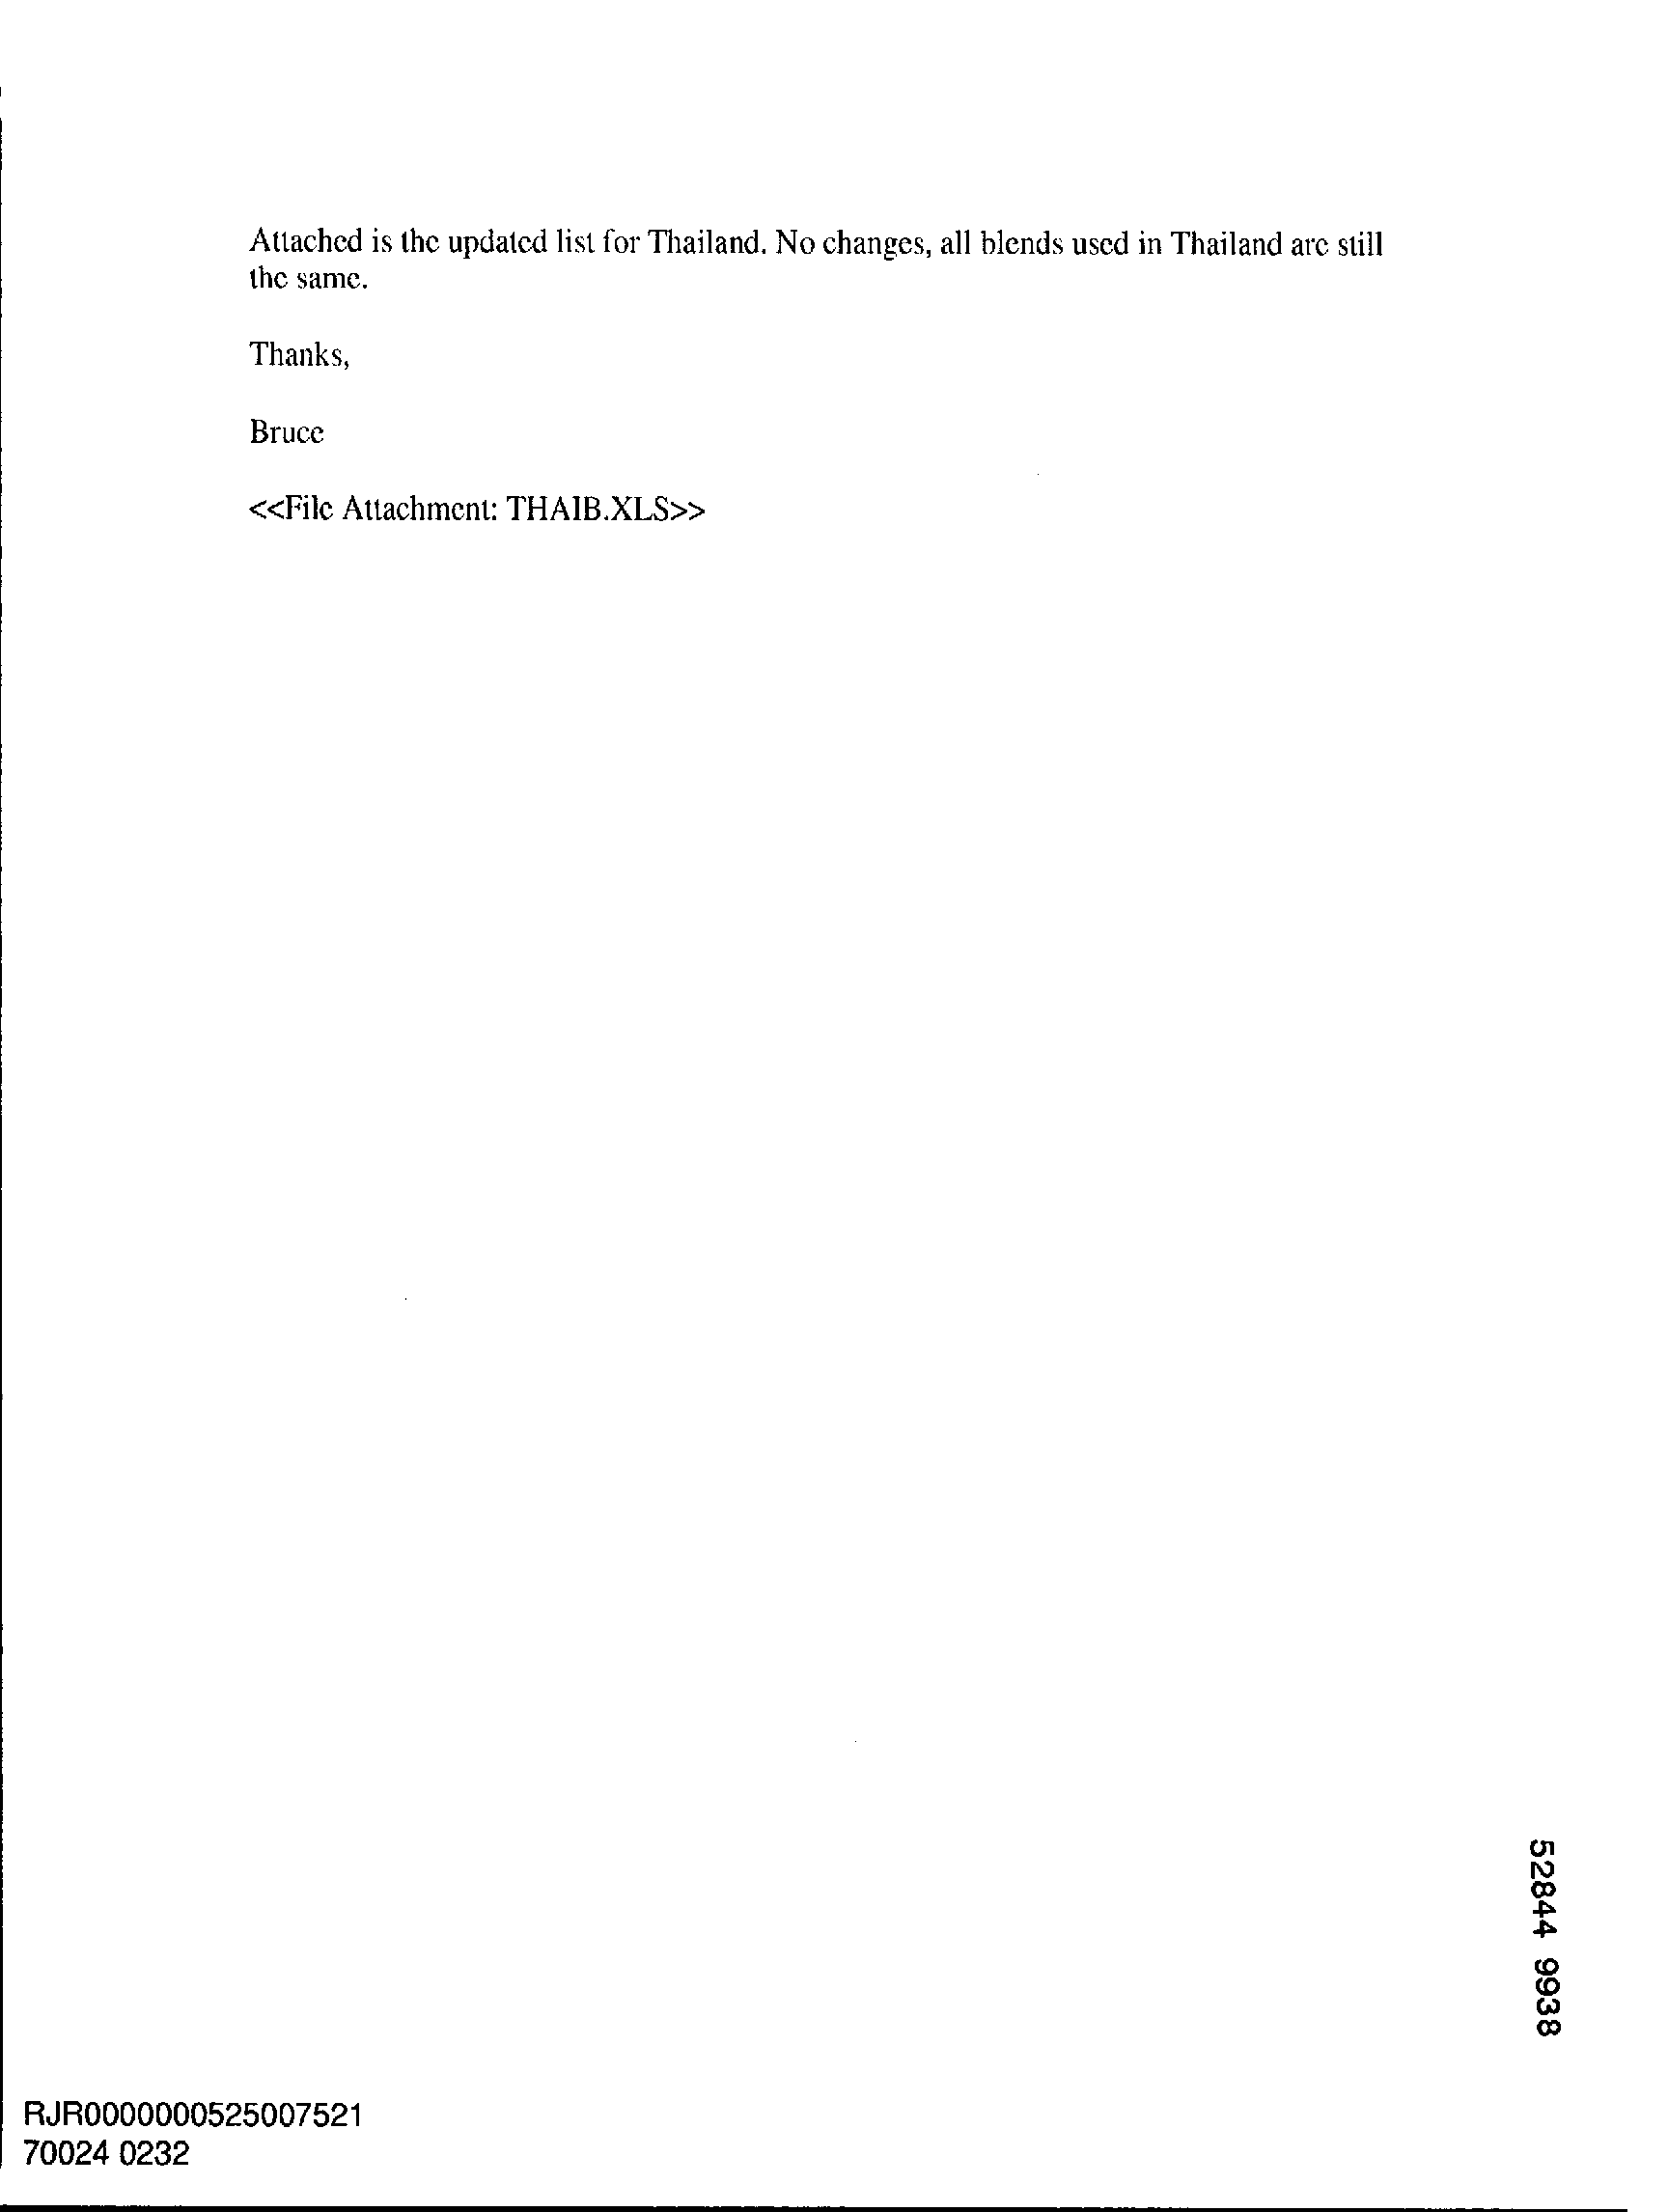 Attached is the updated list for Thailand. No changes, all blends used in Thailand are still
the same.
Thanks,
Bruce
<<File Attachment: THAIB.XLS>>
52844 9938
RJR0000000525007521
70024 0232